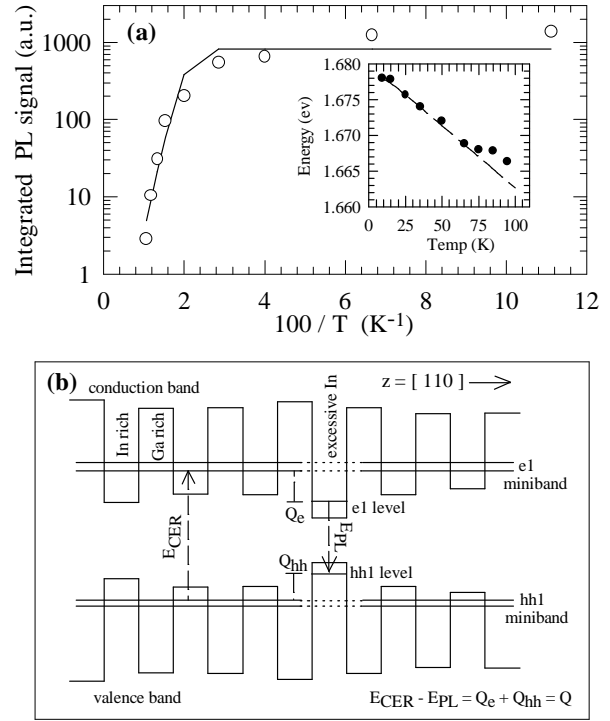 (a)
Integrated PL signal (a.u.)
1000
100
10
1
0 2 4 6 8 10 12
100 / T (K⁻¹)
Energy (ev)
1.680
1.675
1.670
1.665
1.660
0 25 50 75 100
Temp (K)
(b)
conduction band
z = [ 110 ]
In rich
Ga rich
excessive In
e1
miniband
Q_e
e1 level
E_CER
E_PL
Q_hh
hh1 level
hh1
miniband
valence band
E_CER - E_PL = Q_e + Q_hh = Q